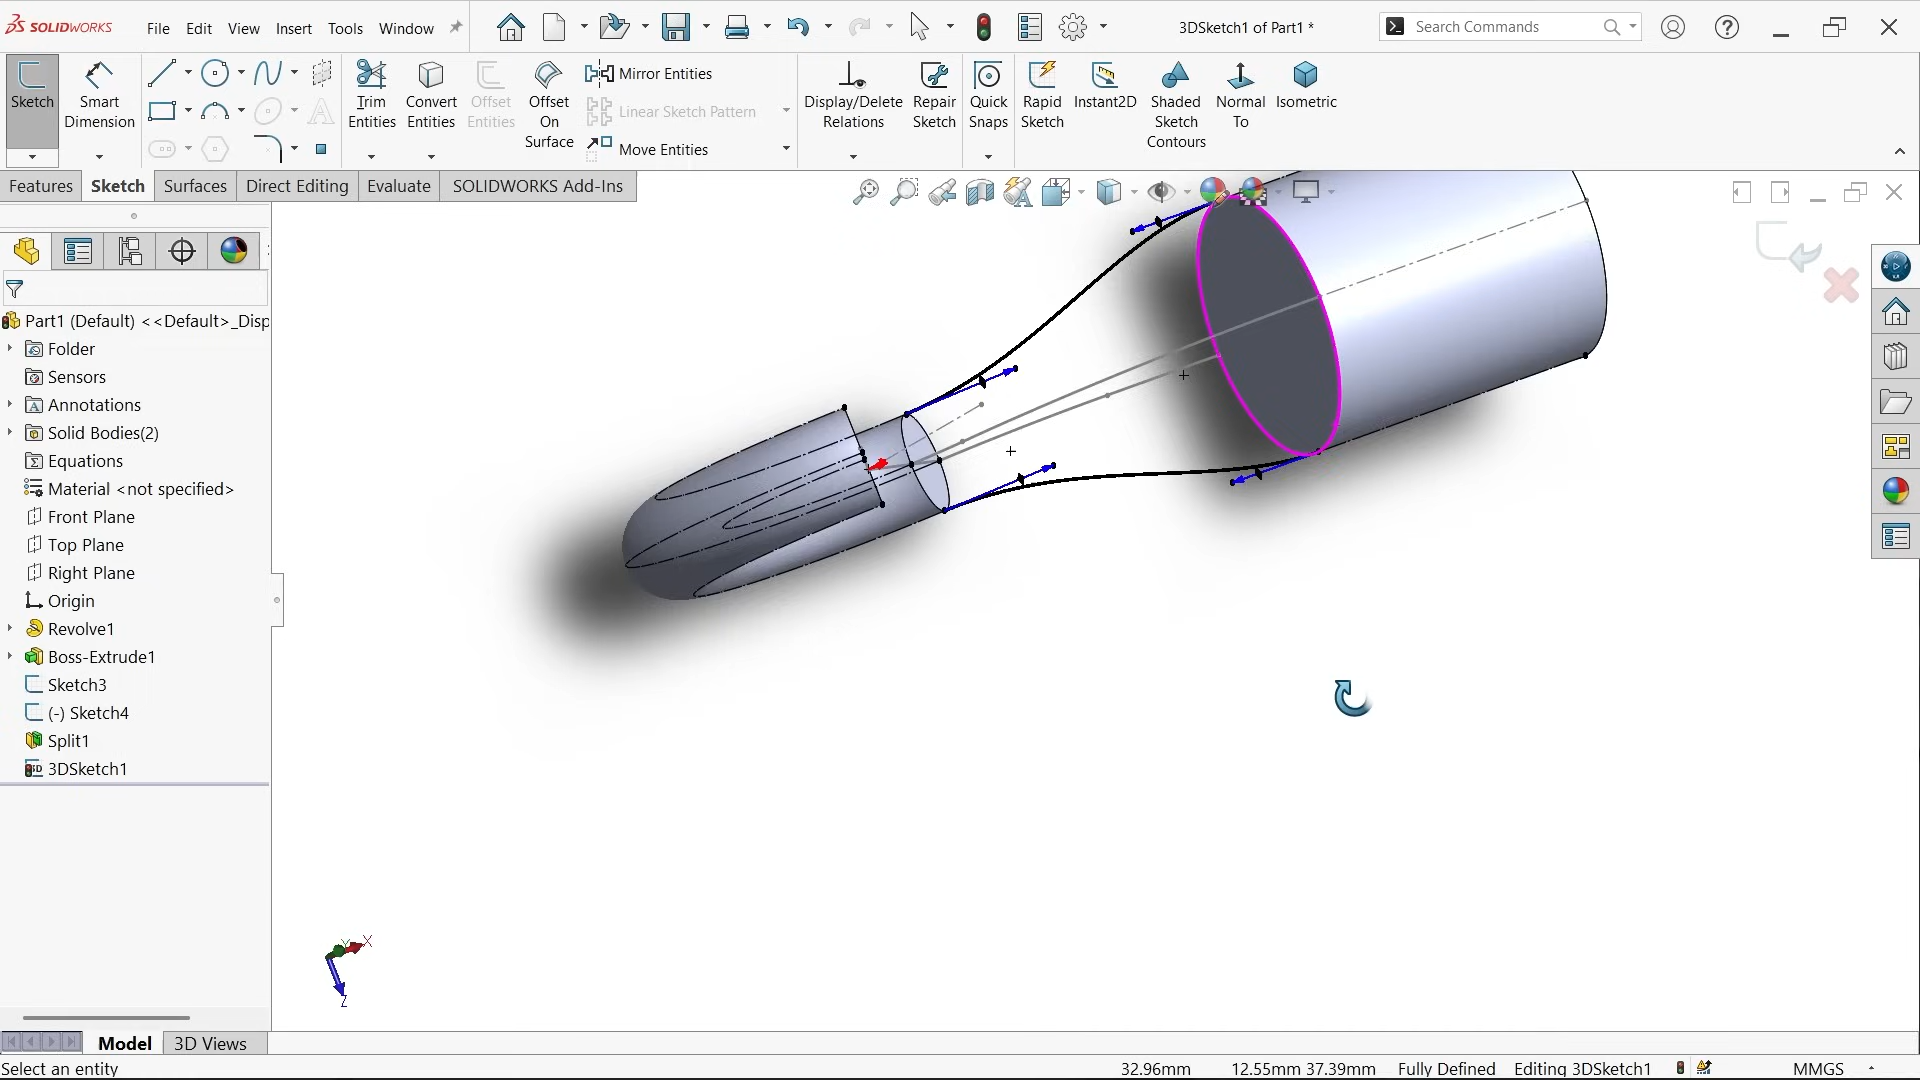 SOLIDWORKS File Edit View Insert Tools Window 3DSketch1 of Part1 * Search Commands
Sketch Smart Dimension Trim Entities Convert Entities Offset Entities Offset On Surface Mirror Entities Linear Sketch Pattern Move Entities Display/Delete Relations Repair Sketch Quick Snaps Rapid Sketch Instant2D Shaded Sketch Contours Normal To Isometric
Features Sketch Surfaces Direct Editing Evaluate SOLIDWORKS Add-Ins
Part1 (Default) <<Default>_Disp
Folder
Sensors
Annotations
Solid Bodies(2)
Equations
Material <not specified>
Front Plane
Top Plane
Right Plane
Origin
Revolve1
Boss-Extrude1
Sketch3
(-) Sketch4
Split1
3DSketch1
Y X
Z
Model 3D Views
Select an entity 32.96mm 12.55mm 37.39mm Fully Defined Editing 3DSketch1 MMGS